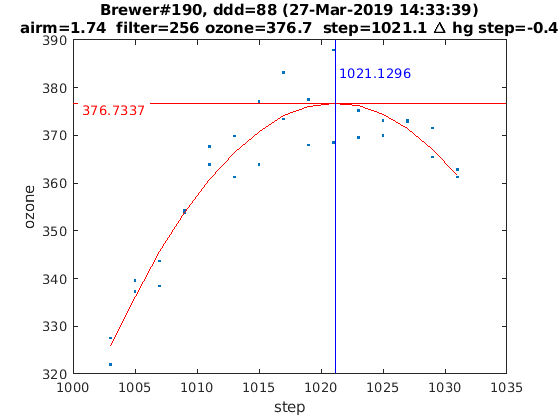 Brewer#190, ddd=88 (27-Mar-2019 14:33:39)
airm=1.74 filter=256 ozone=376.7 step=1021.1 Δ hg step=-0.4
390
380
370
360
350
340
330
320
ozone
1021.1296
376.7337
1000 1005 1010 1015 1020 1025 1030 1035
step